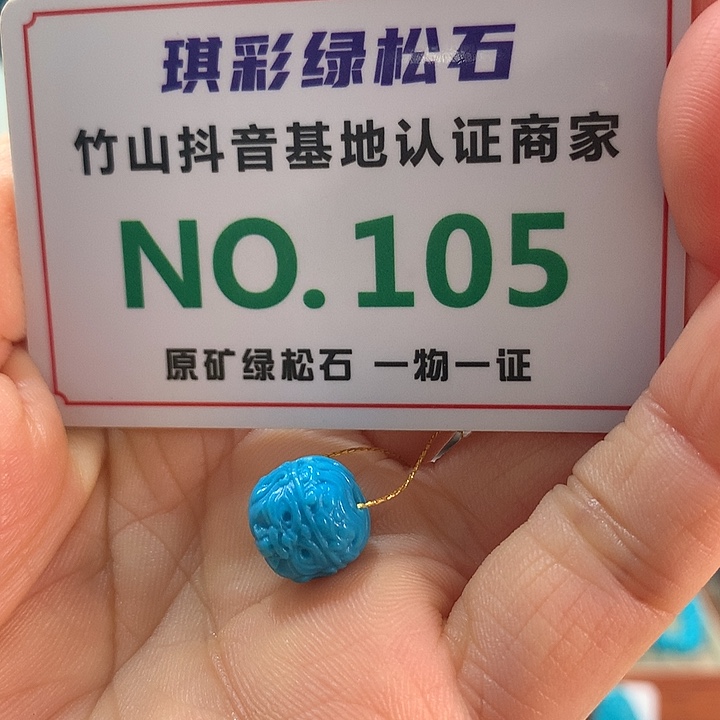 琪彩绿松石
竹山抖音基地认证商家
NO.105
原矿绿松石 一物一证